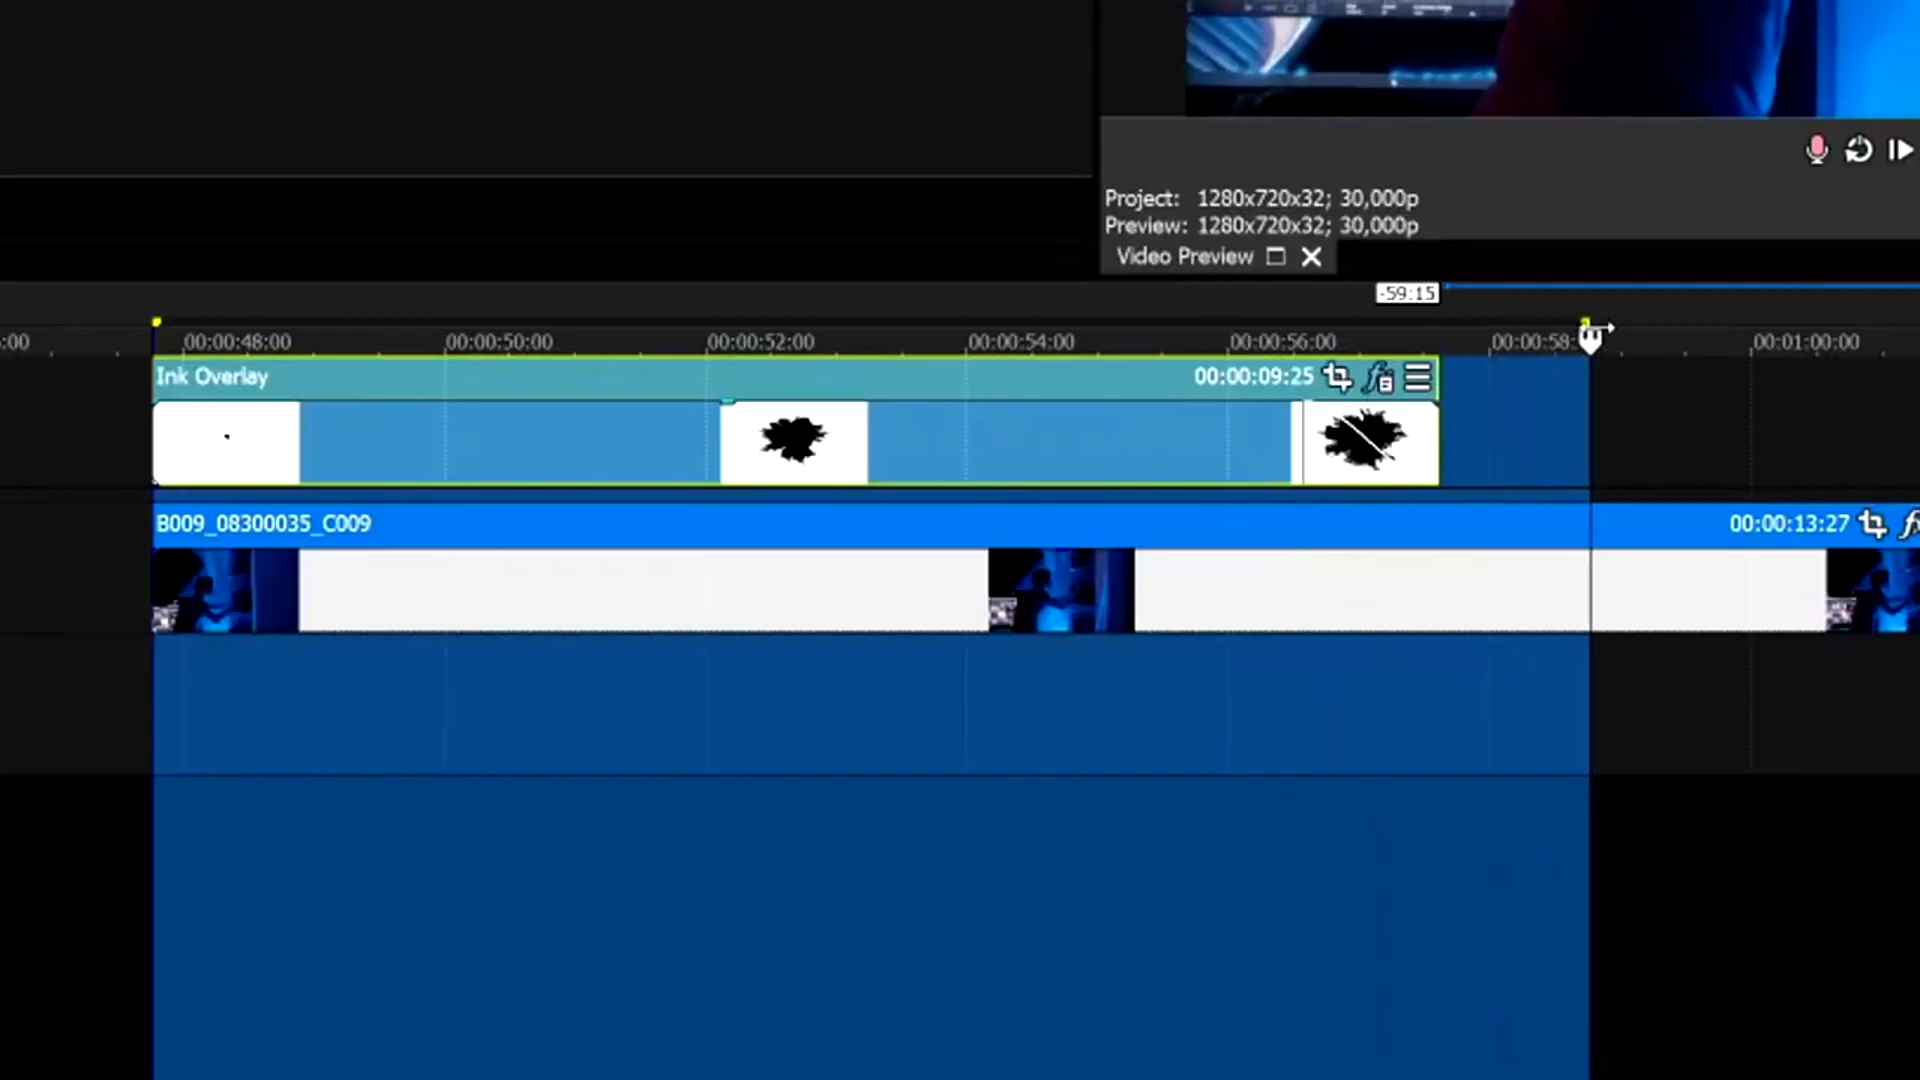 Project: 1280x720x32; 30,000p
Preview: 1280x720x32; 30,000p
Video Preview
-59:15
:00 00:00:48:00 00:00:50:00 00:00:52:00 00:00:54:00 00:00:56:00 00:00:58: 00:01:00:00
Ink Overlay 00:00:09:25
B009_08300035_C009 00:00:13:27